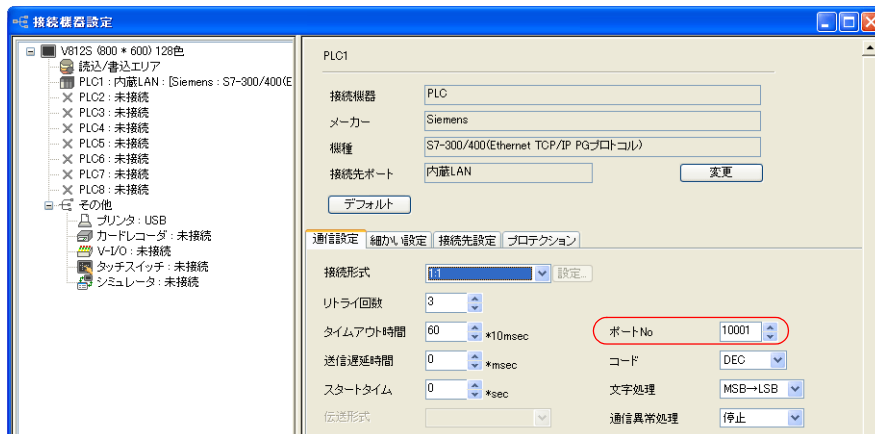 接続機器設定
V812S (800 * 600) 128色
読込/書込エリア
PLC1 : 内蔵LAN : [Siemens : S7-300/400(E
PLC2 : 未接続
PLC3 : 未接続
PLC4 : 未接続
PLC5 : 未接続
PLC6 : 未接続
PLC7 : 未接続
PLC8 : 未接続
その他
プリンタ : USB
カードレコーダ : 未接続
V-I/O : 未接続
タッチスイッチ : 未接続
シミュレータ : 未接続
PLC1
接続機器 PLC
メーカー Siemens
機種 S7-300/400(Ethernet TCP/IP PGプロトコル)
接続先ポート 内蔵LAN 変更
デフォルト
通信設定 細かい設定 接続先設定 プロテクション
接続形式 1:1 設定...
リトライ回数 3
タイムアウト時間 60 *10msec ポートNo 10001
送信遅延時間 0 *msec コード DEC
スタートタイム 0 *sec 文字処理 MSB→LSB
伝送形式 通信異常処理 停止